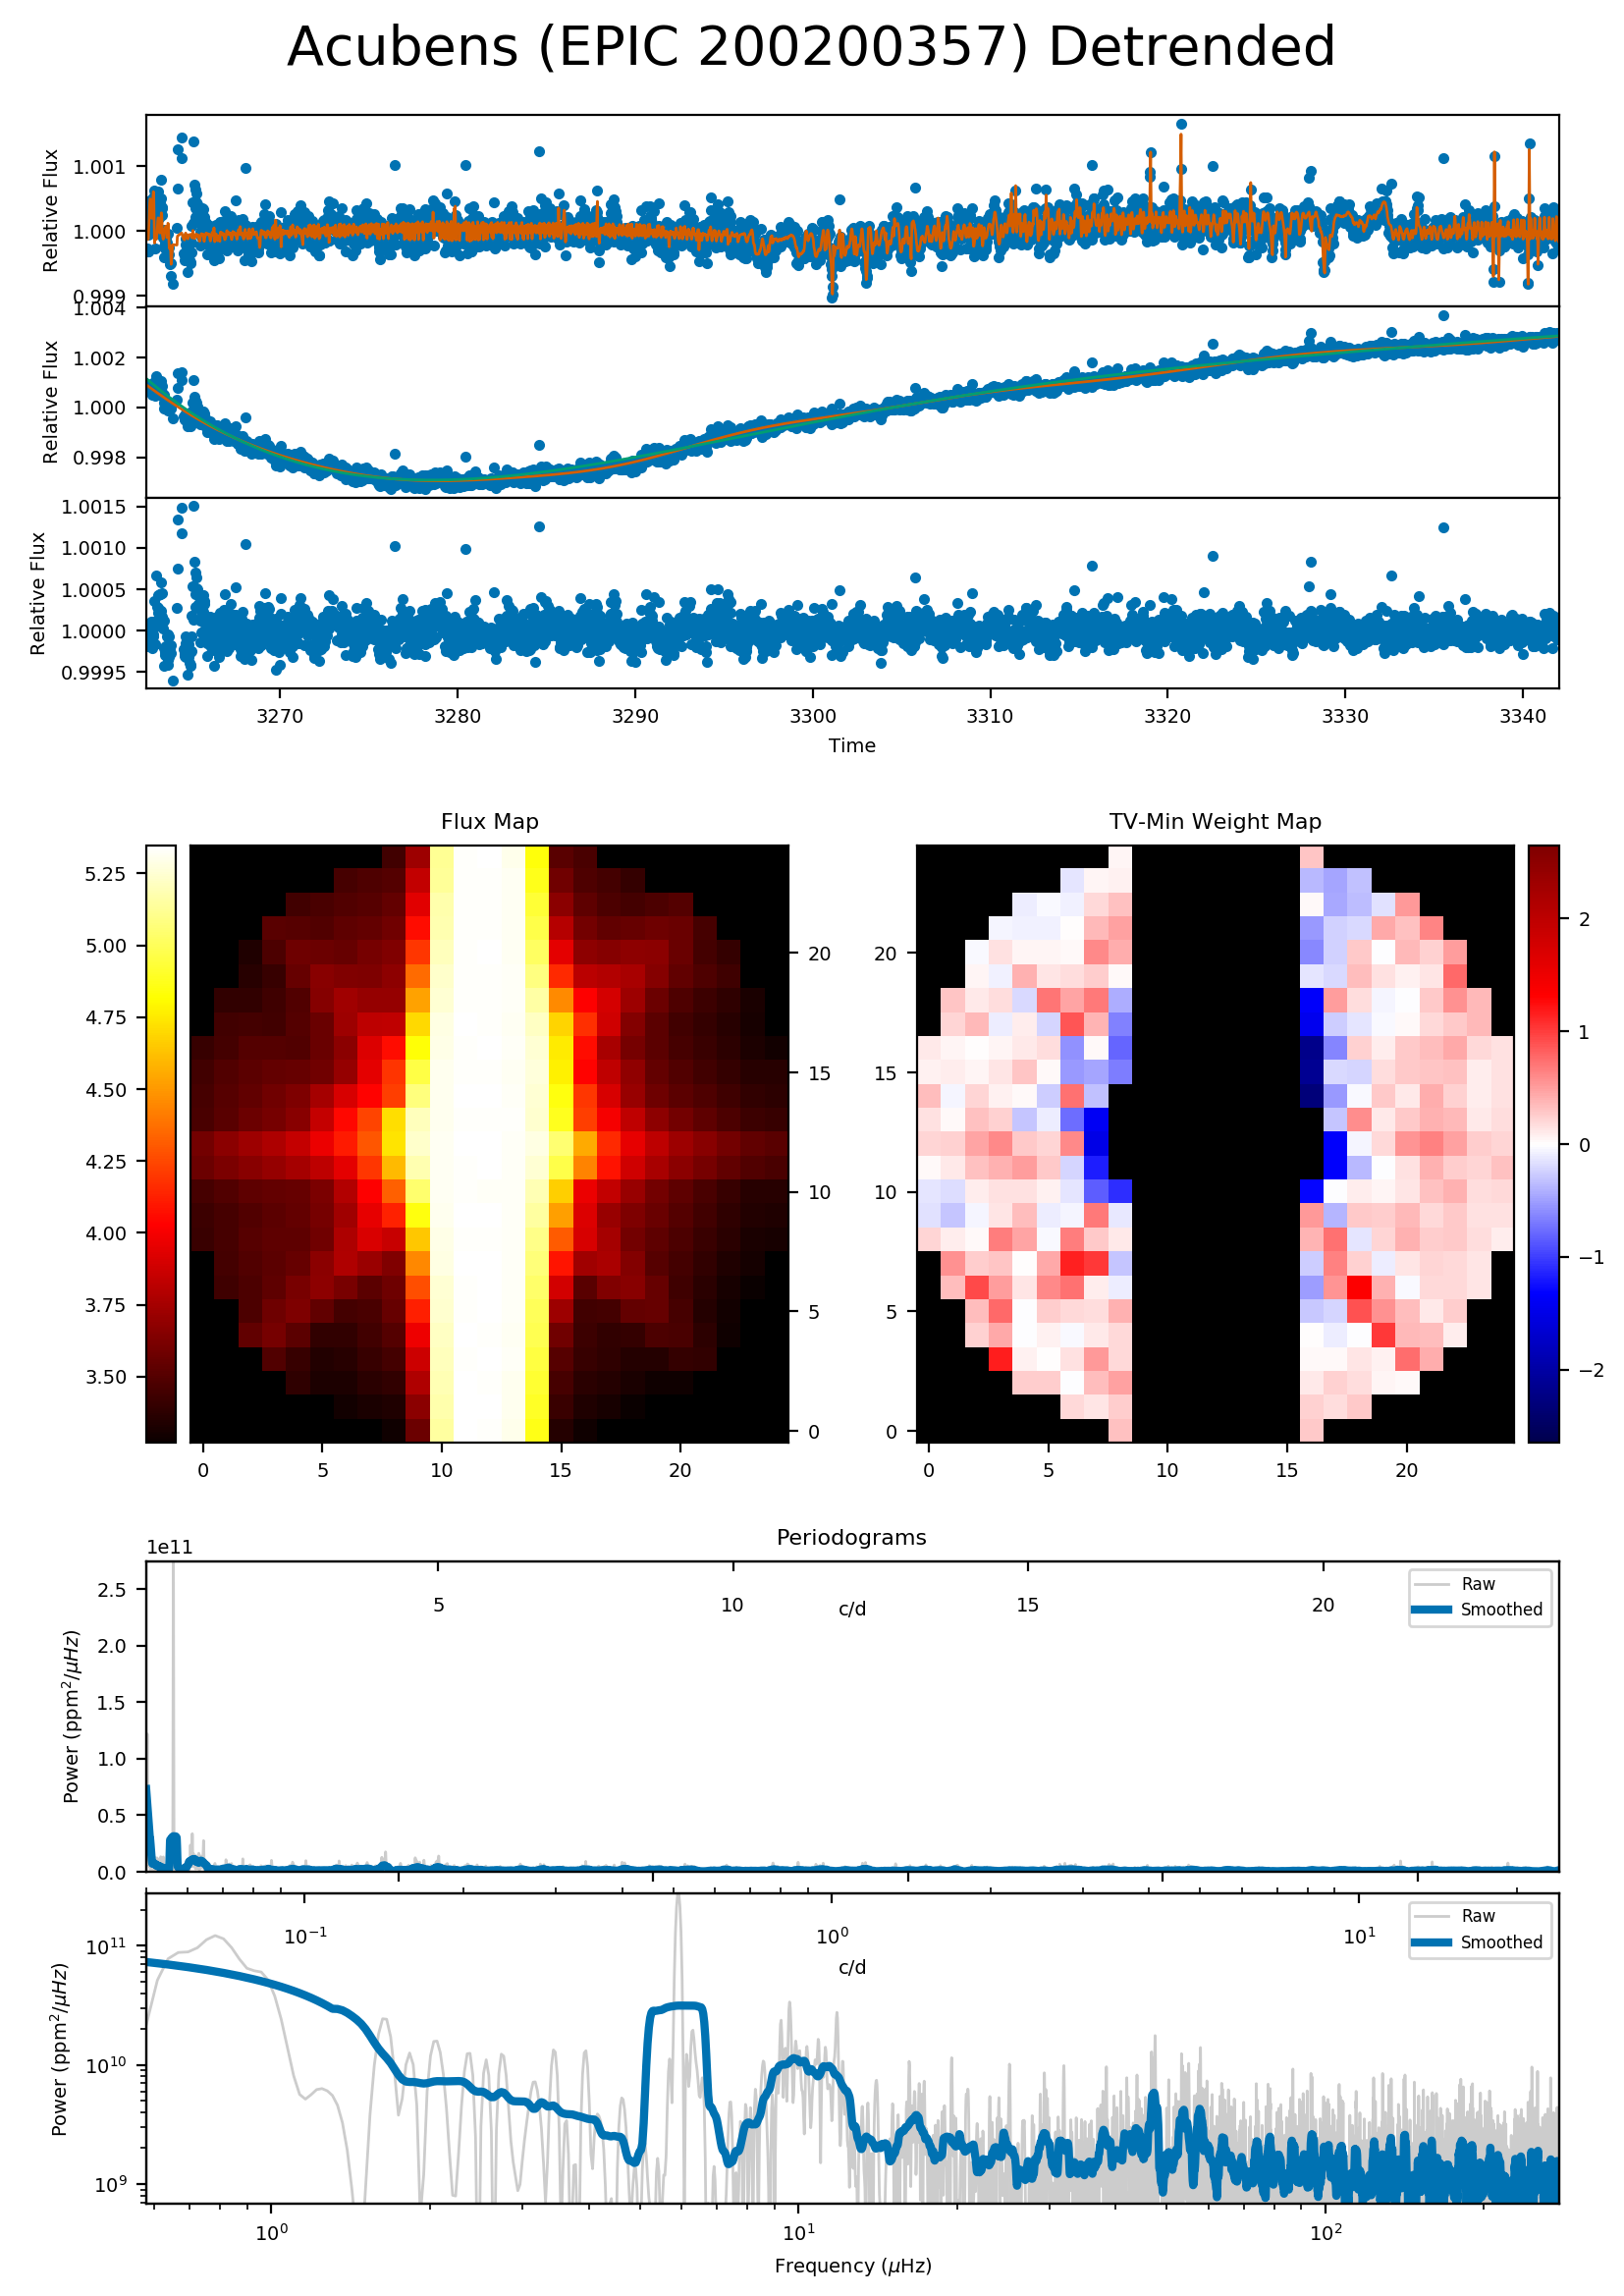 Acubens (EPIC 200200357) Detrended
Relative Flux
1.001
1.000
0.999
Relative Flux
1.004
1.002
1.000
0.998
Relative Flux
1.0015
1.0010
1.0005
1.0000
0.9995
3270 3280 3290 3300 3310 3320 3330 3340
Time
Flux Map
5.25
5.00
4.75
4.50
4.25
4.00
3.75
3.50
20
15
10
5
0
0 5 10 15 20
TV-Min Weight Map
20
15
10
5
0
0 5 10 15 20
2
1
0
−1
−2
Periodograms
1e11
Power (ppm²/μHz)
2.5
2.0
1.5
1.0
0.5
0.0
5 10 15 20
c/d
Raw
Smoothed
Power (ppm²/μHz)
10¹¹
10¹⁰
10⁹
10⁻¹ 10⁰ 10¹
c/d
Raw
Smoothed
10⁰ 10¹ 10²
Frequency (μHz)